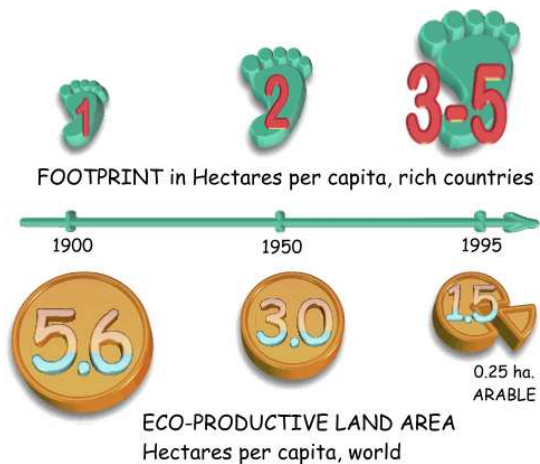 1
2
3-5
FOOTPRINT in Hectares per capita, rich countries
1900
1950
1995
5.6
3.0
1.5
0.25 ha.
ARABLE
ECO-PRODUCTIVE LAND AREA
Hectares per capita, world